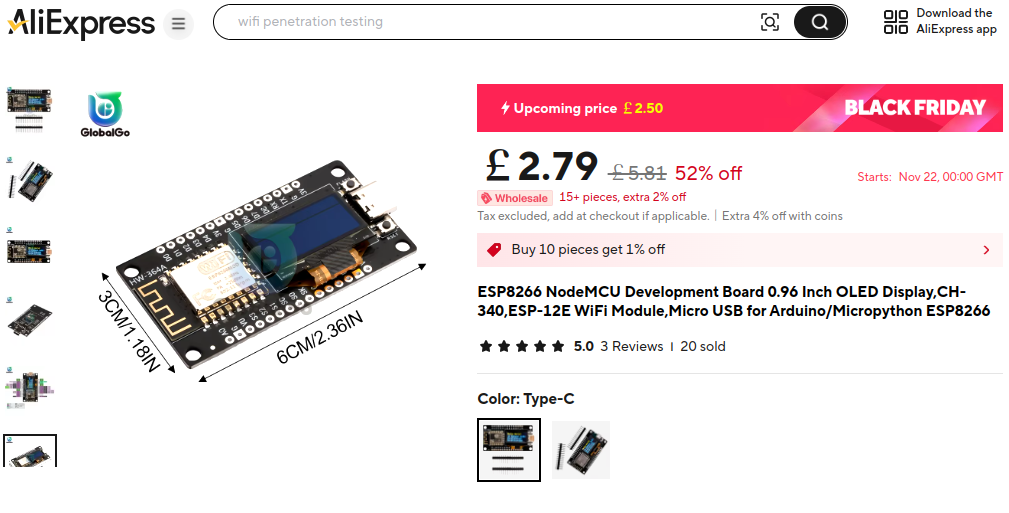 AliExpress
wifi penetration testing
Download the
AliExpress app
GlobalGo
HW-364A
3CM/1.18IN
6CM/2.36IN
Upcoming price £2.50
BLACK FRIDAY
£2.79 £5.81 52% off
Starts: Nov 22, 00:00 GMT
Wholesale 15+ pieces, extra 2% off
Tax excluded, add at checkout if applicable. | Extra 4% off with coins
Buy 10 pieces get 1% off
ESP8266 NodeMCU Development Board 0.96 Inch OLED Display,CH-
340,ESP-12E WiFi Module,Micro USB for Arduino/Micropython ESP8266
5.0 3 Reviews | 20 sold
Color: Type-C